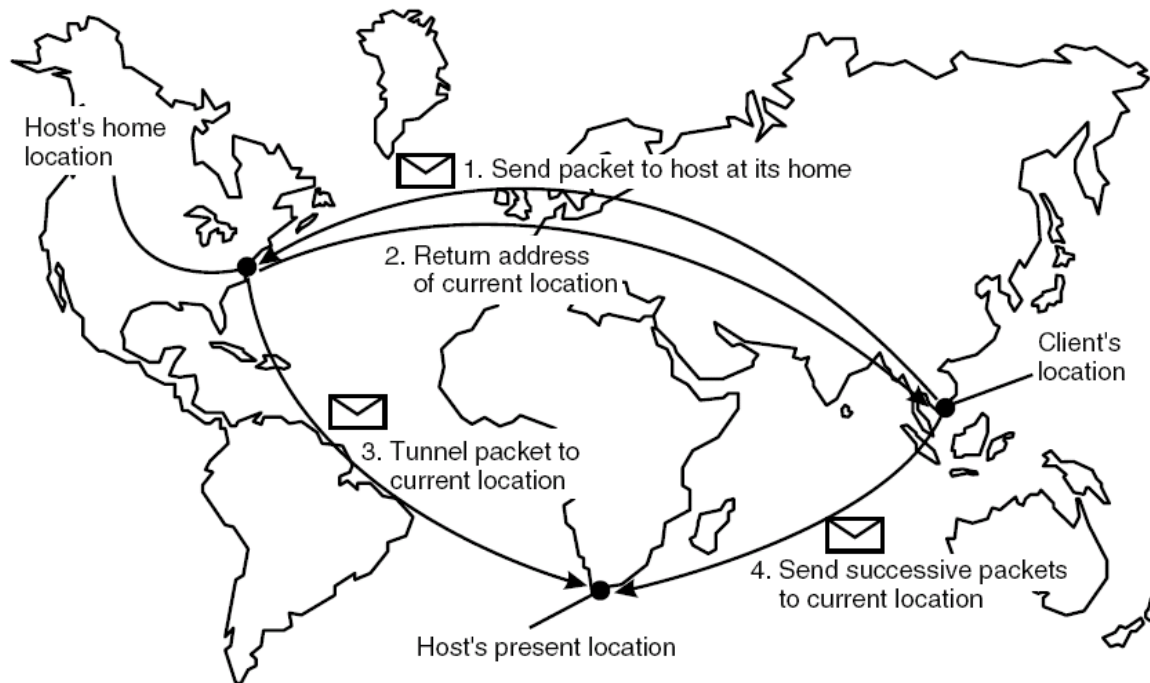 Host's home
location
1. Send packet to host at its home
2. Return address
of current location
Client's
location
3. Tunnel packet to
current location
4. Send successive packets
to current location
Host's present location